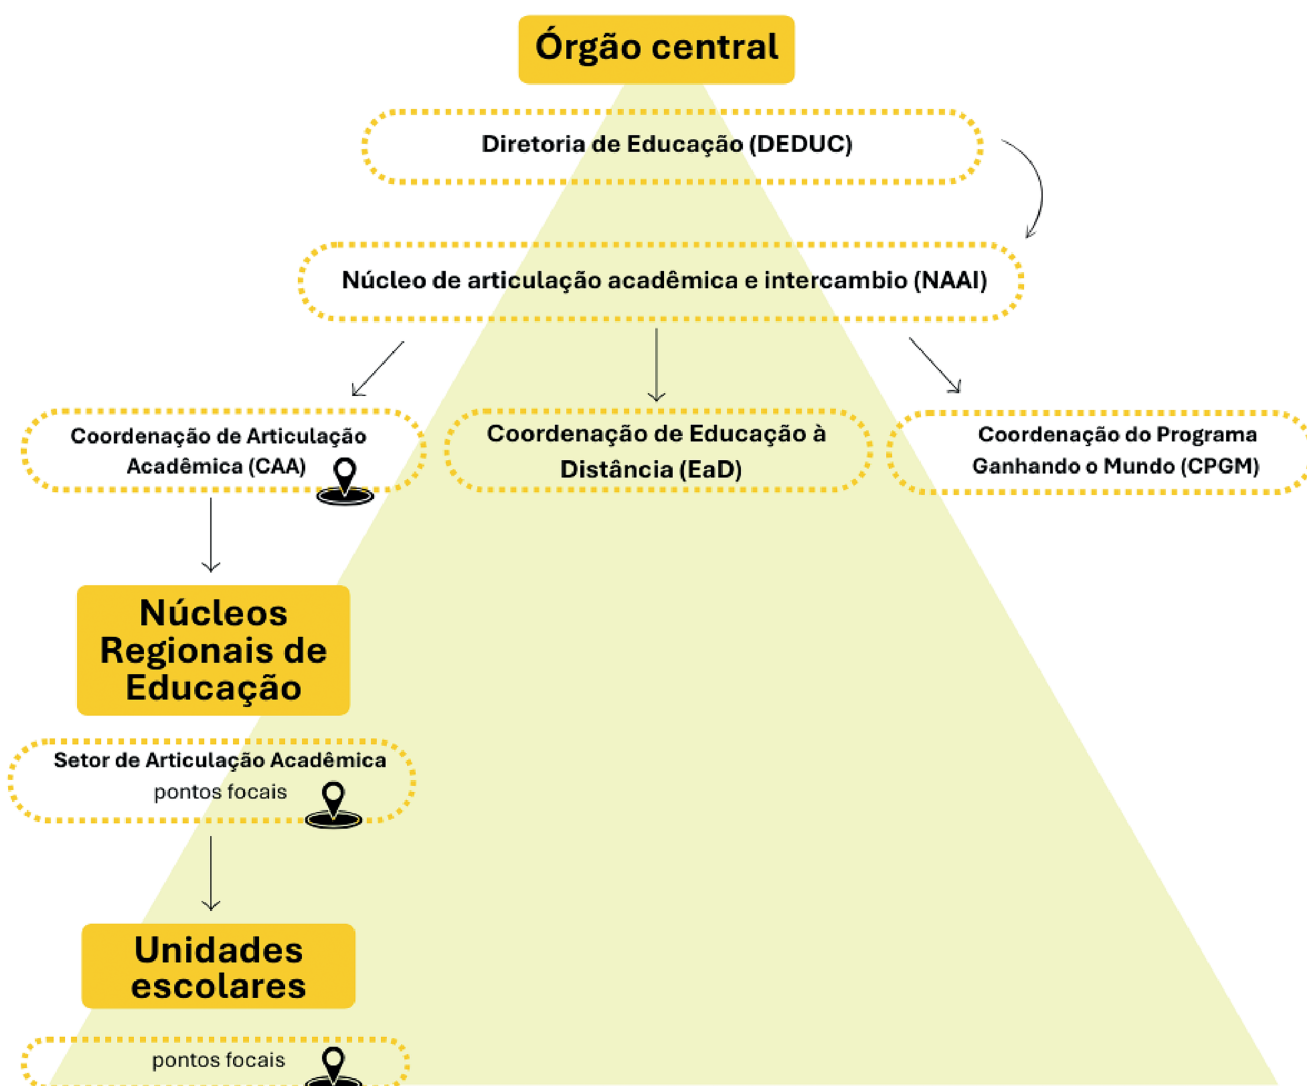 Órgão central
Diretoria de Educação (DEDUC)
Núcleo de articulação acadêmica e intercambio (NAAI)
Coordenação de Articulação
Acadêmica (CAA)
Coordenação de Educação à
Distância (EaD)
Coordenação do Programa
Ganhando o Mundo (CPGM)
Núcleos
Regionais de
Educação
Setor de Articulação Acadêmica
pontos focais
Unidades
escolares
pontos focais